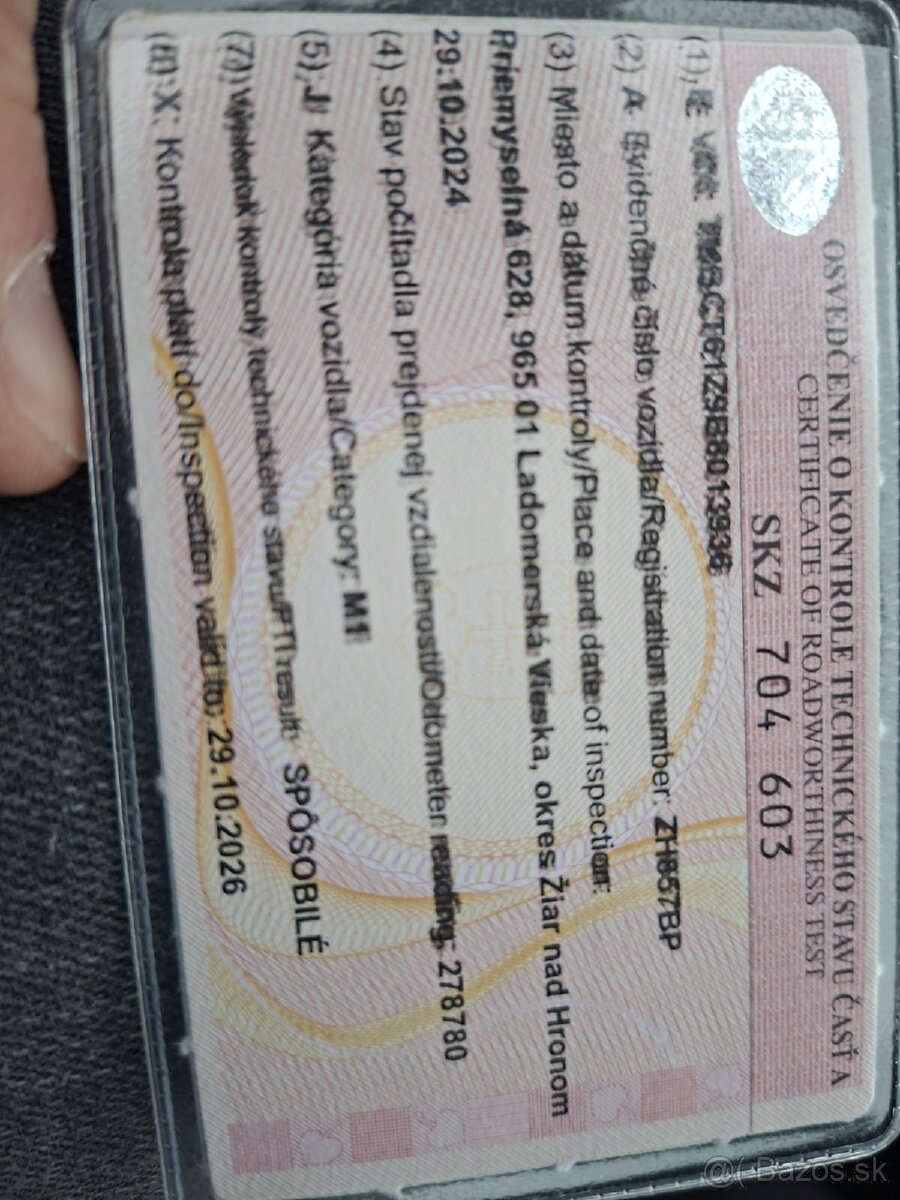 OSVEDČENIE O KONTROLE TECHNICKÉHO STAVU ČASŤ A
CERTIFICATE OF ROADWORTHINESS TEST
SKZ 704 603
(1)
(2) A Evidenčné číslo vozidla/Registration number: ZH857BP
(3) Miesto a dátum kontroly/Place and date of inspection:
Priemyselná 628, 965 01 Ladomerská Vieska, okres Žiar nad Hronom
29.10.2024
(4) Stav počítadla prejdenej vzdialenosti/Odometer reading: 278780
(5) J Kategória vozidla/Category: M1
(7) Výsledok kontroly technického stavu/PTI result: SPÔSOBILÉ
(8) X Kontrola platí do/Inspection valid to: 29.10.2026
Bazos.sk